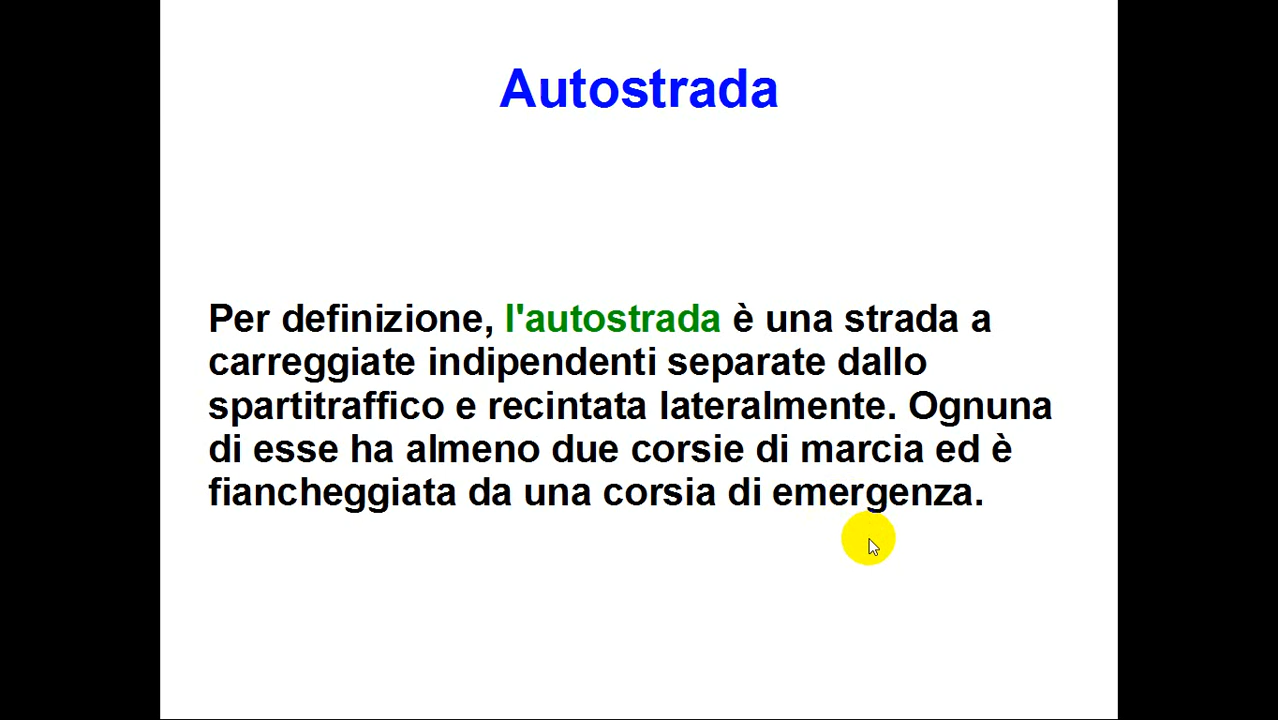 Autostrada
Per definizione, l'autostrada è una strada a
carreggiate indipendenti separate dallo
spartitraffico e recintata lateralmente. Ognuna
di esse ha almeno due corsie di marcia ed è
fiancheggiata da una corsia di emergenza.